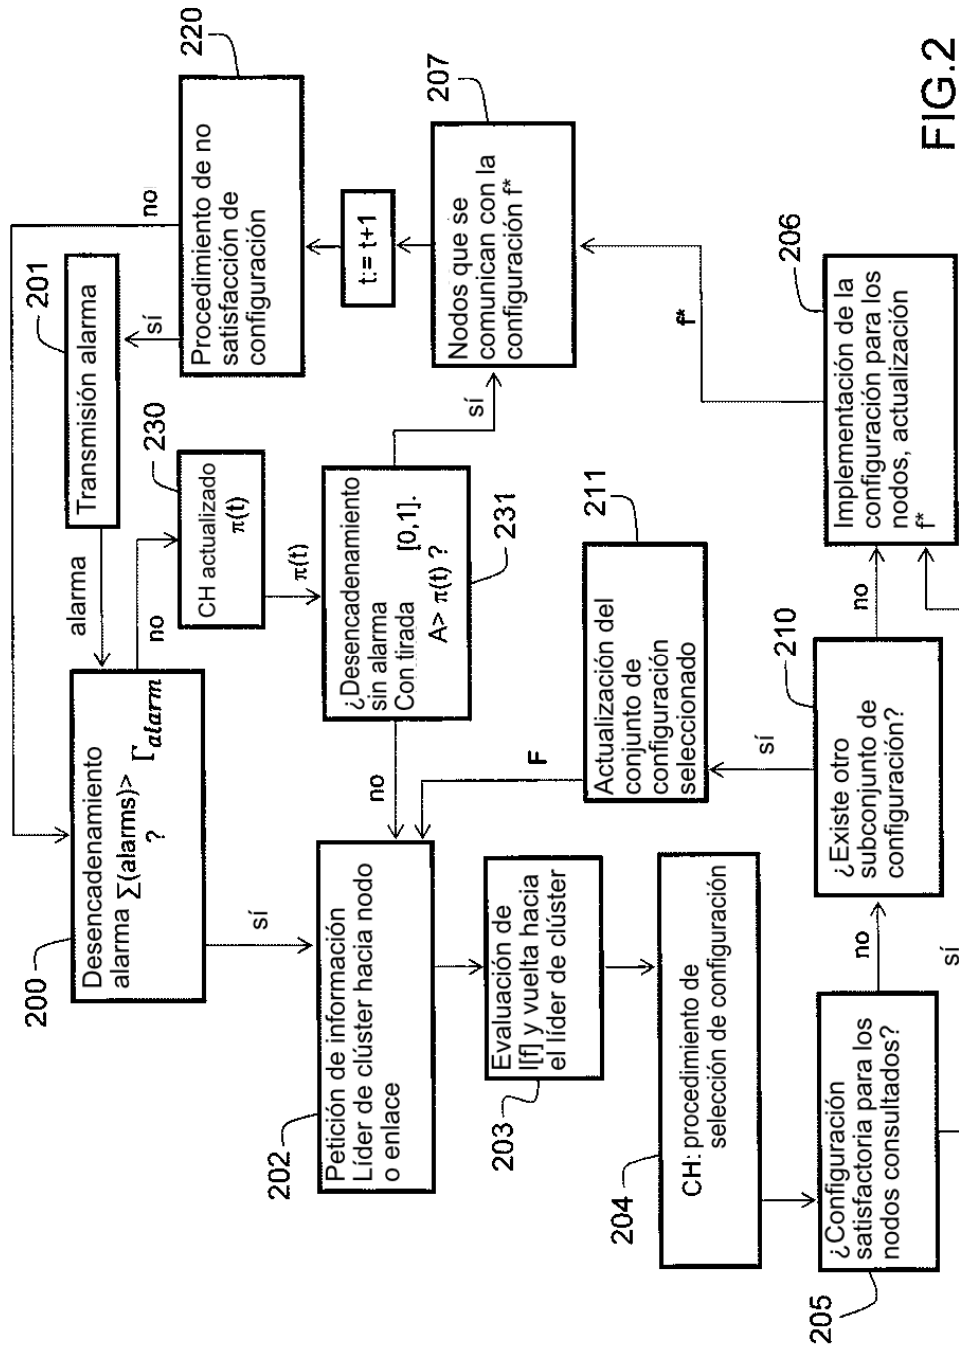 200
Desencadenamiento
alarma ∑(alarms)> Γalarm
?
alarma
201
Transmisión alarma
no
sí
220
Procedimiento de no
satisfacción de
configuración
sí
no
230
CH actualizado
π(t)
π(t)
t:= t+1
202
Petición de información
Líder de clúster hacia nodo
o enlace
no
¿Desencadenamiento
sin alarma
Con tirada [0,1].
A> π(t) ?
231
sí
207
Nodos que se
comunican con la
configuración f*
F
203
Evaluación de
I[f] y vuelta hacia
el líder de clúster
211
Actualización del
conjunto de
configuración
seleccionado
f*
204
CH: procedimiento de
selección de configuración
sí
205
¿Configuración
satisfactoria para los
nodos consultados?
no
sí
210
¿Existe otro
subconjunto de
configuración?
no
206
Implementación de la
configuración para los
nodos, actualización
f*
FIG.2